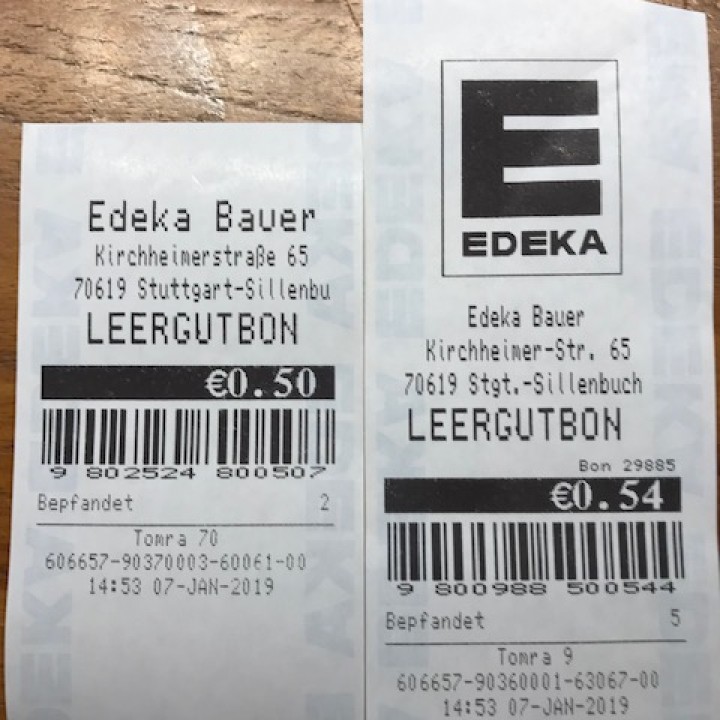 Edeka Bauer
Kirchheimerstraße 65
70619 Stuttgart-Sillenbu
LEERGUTBON
€0.50
9 802524 800507
Bepfandet 2
Tomra 70
606657-90370003-60061-00
14:53 07-JAN-2019
E
EDEKA
Edeka Bauer
Kirchheimer-Str. 65
70619 Stgt.-Sillenbuch
LEERGUTBON
Bon 29885
€0.54
9 800988 500544
Bepfandet 5
Tomra 9
606657-90360001-63067-00
14:53 07-JAN-2019